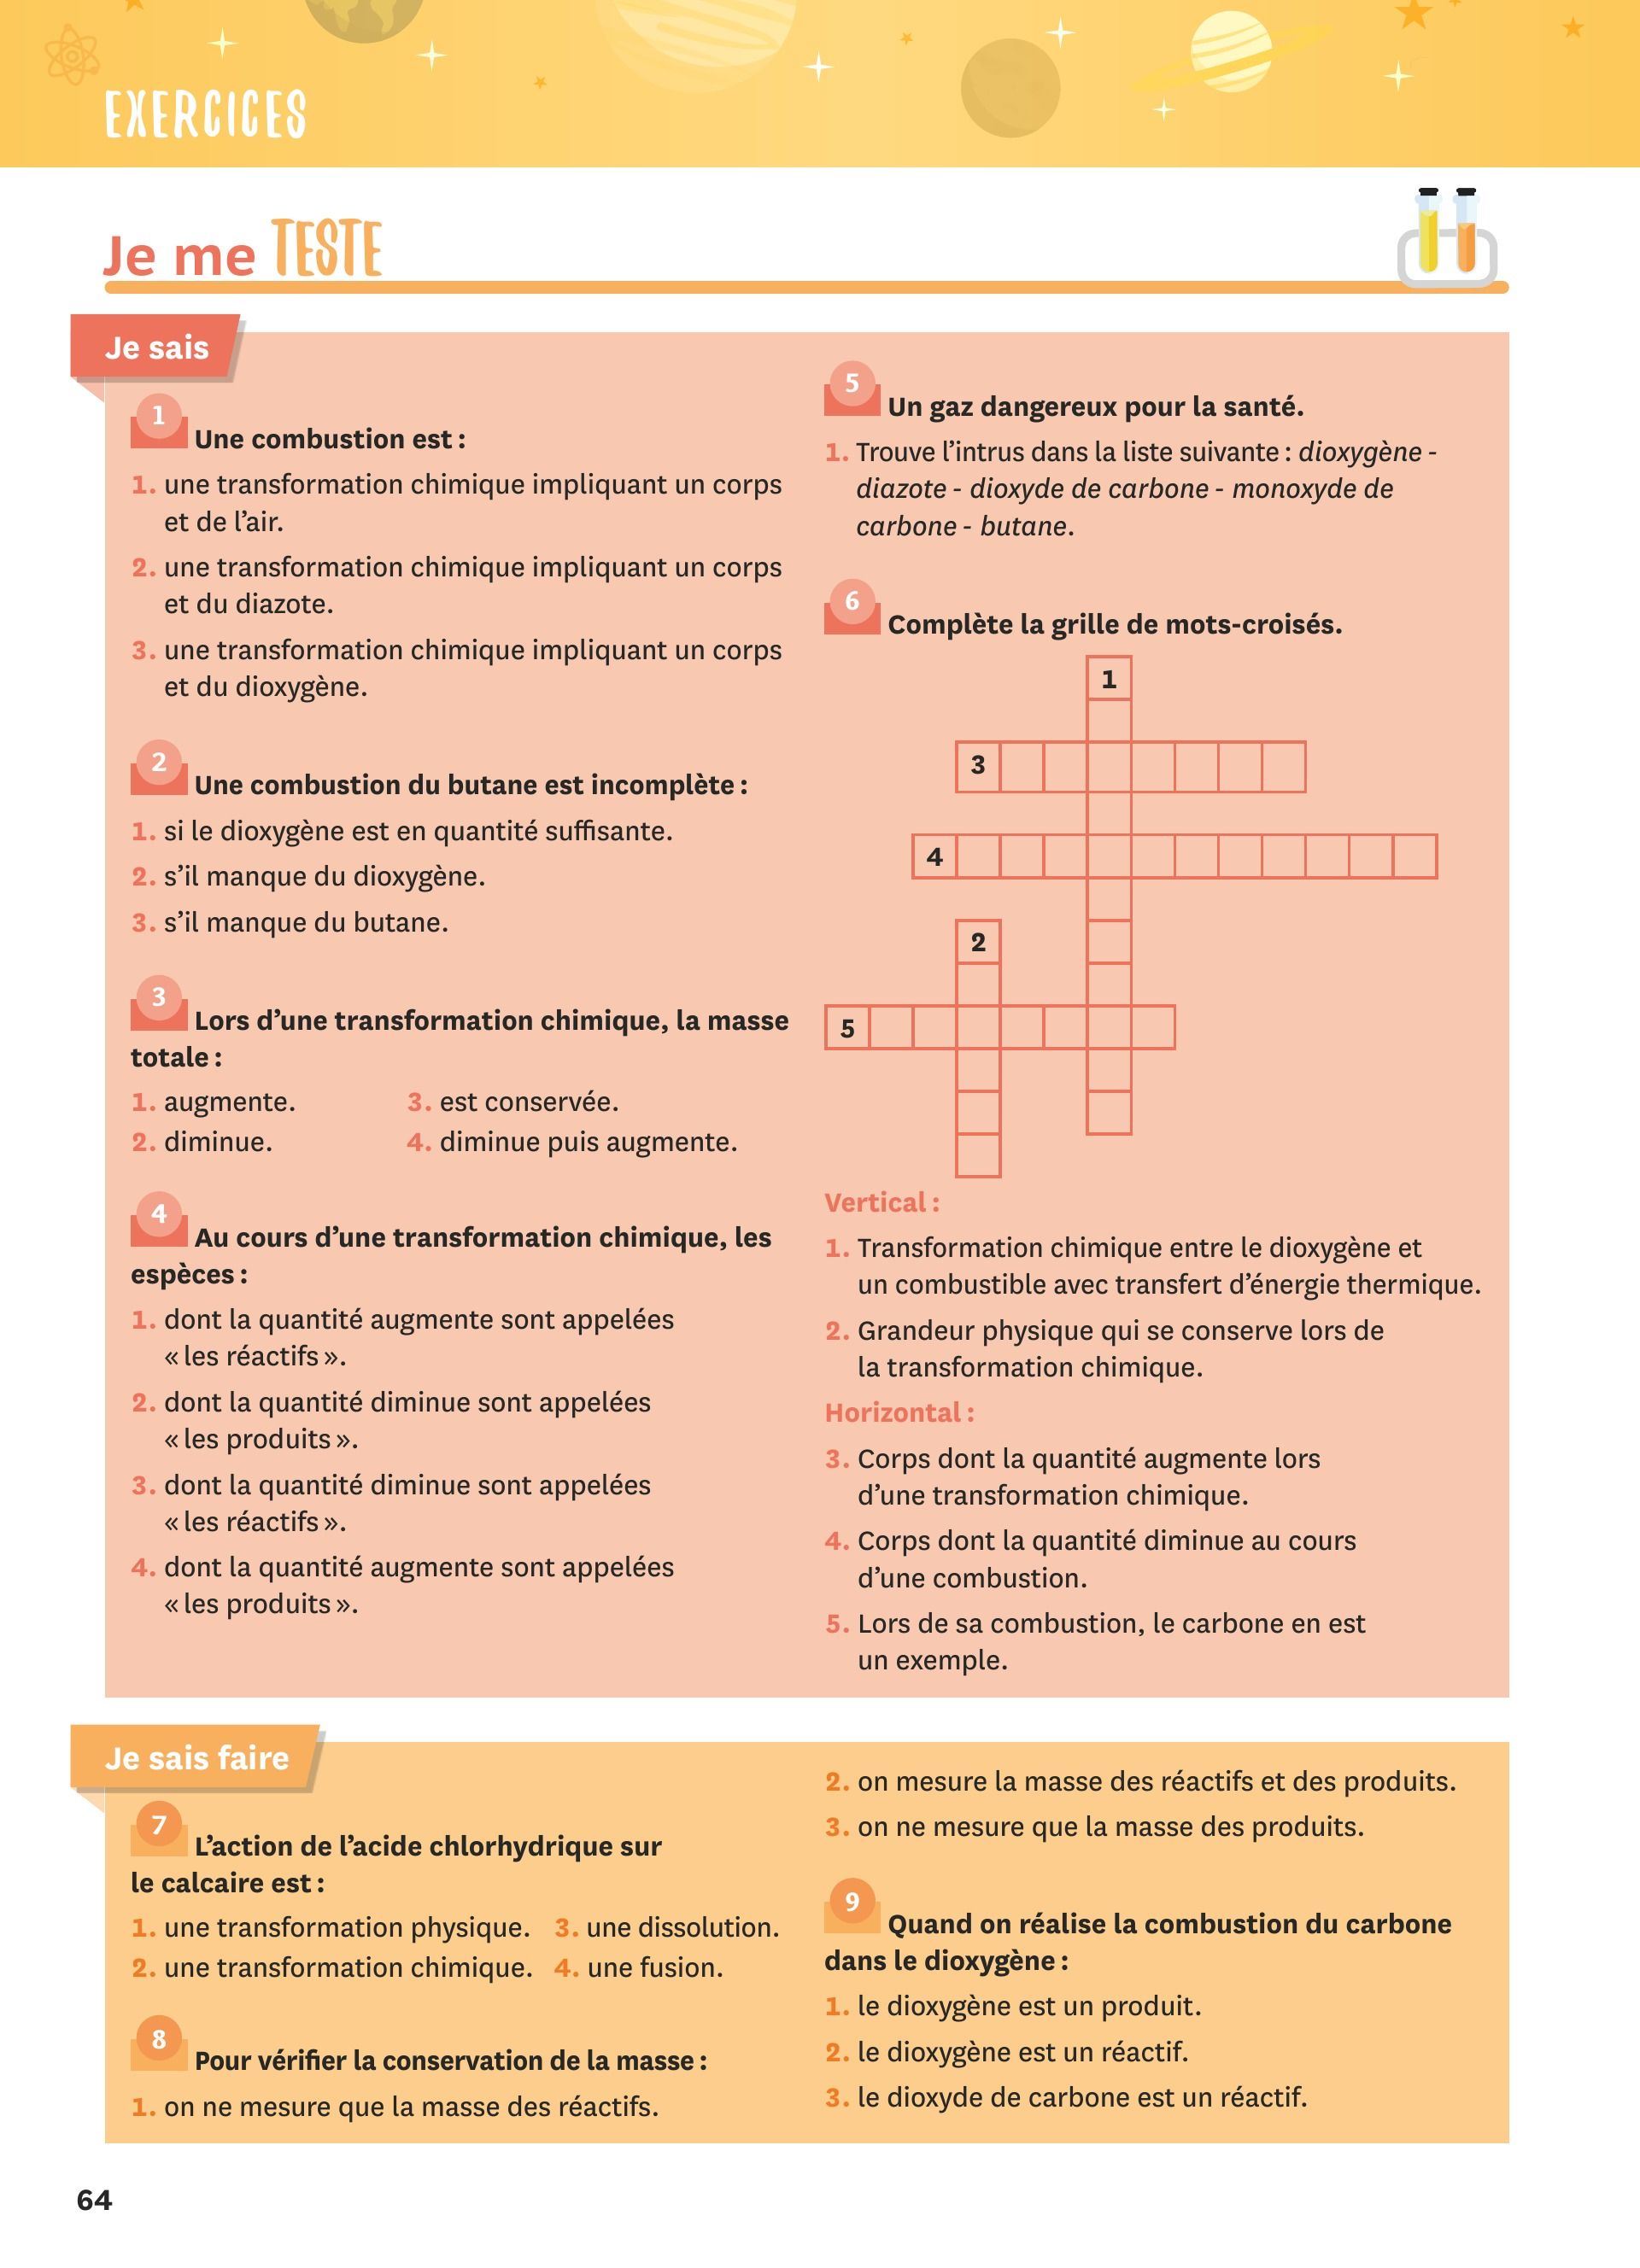 EXERCICES
Je me TESTE
Je sais
1
Une combustion est :
1. une transformation chimique impliquant un corps
et de l’air.
2. une transformation chimique impliquant un corps
et du diazote.
3. une transformation chimique impliquant un corps
et du dioxygène.
2
Une combustion du butane est incomplète :
1. si le dioxygène est en quantité suffisante.
2. s’il manque du dioxygène.
3. s’il manque du butane.
3
Lors d’une transformation chimique, la masse
totale :
1. augmente.
2. diminue.
3. est conservée.
4. diminue puis augmente.
4
Au cours d’une transformation chimique, les
espèces :
1. dont la quantité augmente sont appelées
« les réactifs ».
2. dont la quantité diminue sont appelées
« les produits ».
3. dont la quantité diminue sont appelées
« les réactifs ».
4. dont la quantité augmente sont appelées
« les produits ».
5
Un gaz dangereux pour la santé.
1. Trouve l’intrus dans la liste suivante : dioxygène -
diazote - dioxyde de carbone - monoxyde de
carbone - butane.
6
Complète la grille de mots-croisés.
1
3
4
2
5
Vertical :
1. Transformation chimique entre le dioxygène et
un combustible avec transfert d’énergie thermique.
2. Grandeur physique qui se conserve lors de
la transformation chimique.
Horizontal :
3. Corps dont la quantité augmente lors
d’une transformation chimique.
4. Corps dont la quantité diminue au cours
d’une combustion.
5. Lors de sa combustion, le carbone en est
un exemple.
Je sais faire
7
L’action de l’acide chlorhydrique sur
le calcaire est :
1. une transformation physique.
2. une transformation chimique.
3. une dissolution.
4. une fusion.
8
Pour vérifier la conservation de la masse :
1. on ne mesure que la masse des réactifs.
2. on mesure la masse des réactifs et des produits.
3. on ne mesure que la masse des produits.
9
Quand on réalise la combustion du carbone
dans le dioxygène :
1. le dioxygène est un produit.
2. le dioxygène est un réactif.
3. le dioxyde de carbone est un réactif.
64